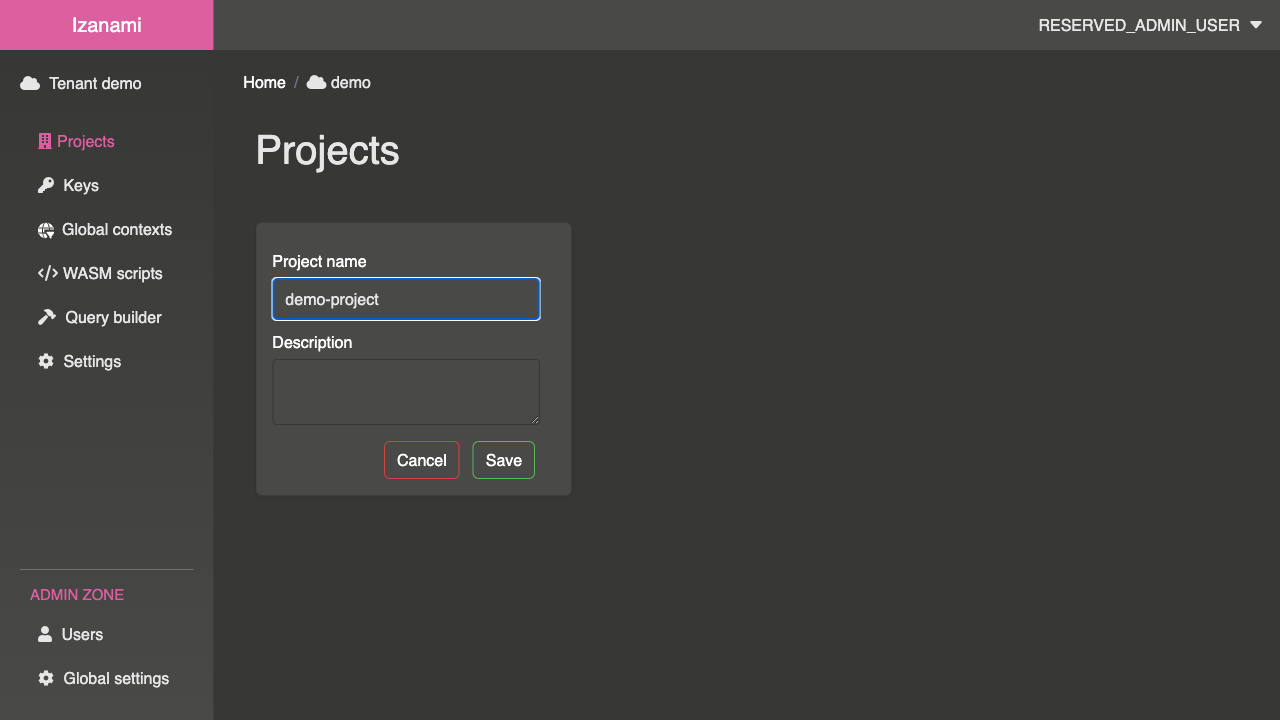 Izanami
RESERVED_ADMIN_USER
Tenant demo
Home / demo
Projects
Keys
Global contexts
WASM scripts
Query builder
Settings
Projects
Project name
demo-project
Description
Cancel Save
ADMIN ZONE
Users
Global settings